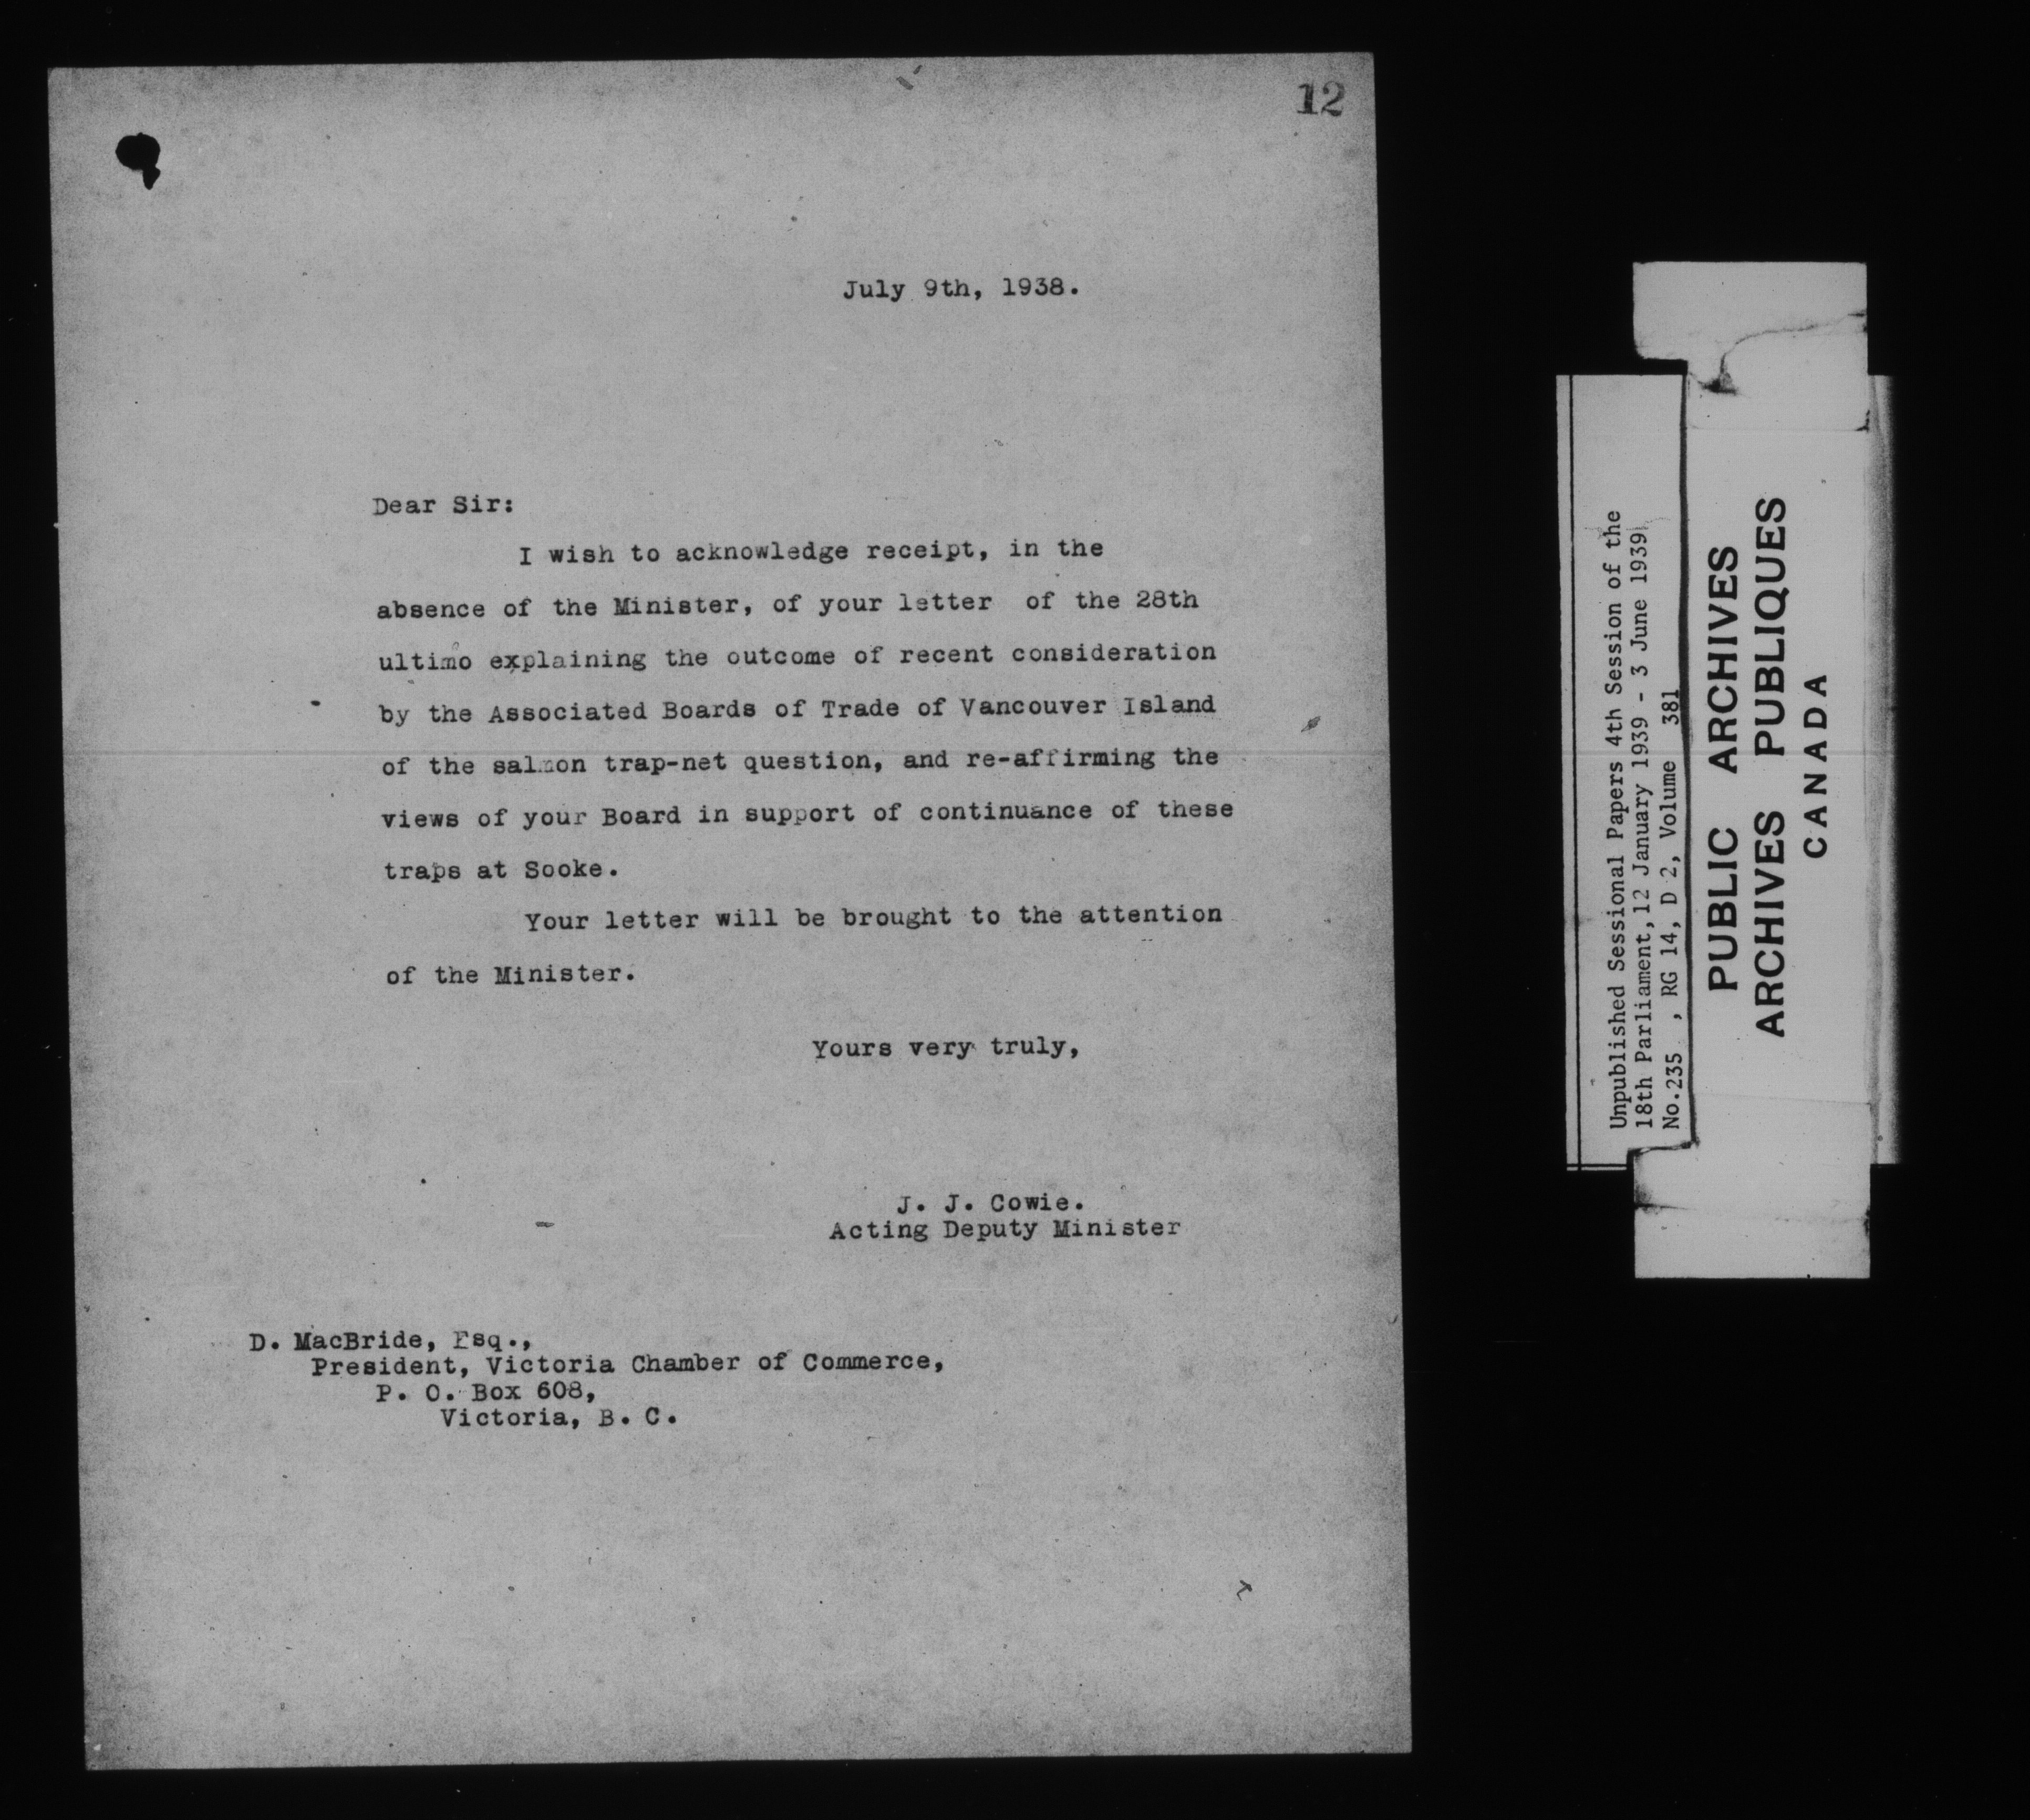 12
July 9th, 1938.
Dear Sir:
I wish to acknowledge receipt, in the
absence of the Minister, of your letter of the 28th
ultimo explaining the outcome of recent consideration
by the Associated Boards of Trade of Vancouver Island
of the salmon trap-net question, and re-affirming the
views of your Board in support of continuance of these
traps at Sooke.
Your letter will be brought to the attention
of the Minister.
Yours very truly,
J. J. Cowie.
Acting Deputy Minister
D. MacBride, Esq.,
President, Victoria Chamber of Commerce,
P. O. Box 608,
Victoria, B. C.
Unpublished Sessional Papers 4th Session of the
18th Parliament, 12 January 1939 - 3 June 1939
No.235 , RG 14, D 2, Volume 381
PUBLIC ARCHIVES
ARCHIVES PUBLIQUES
CANADA